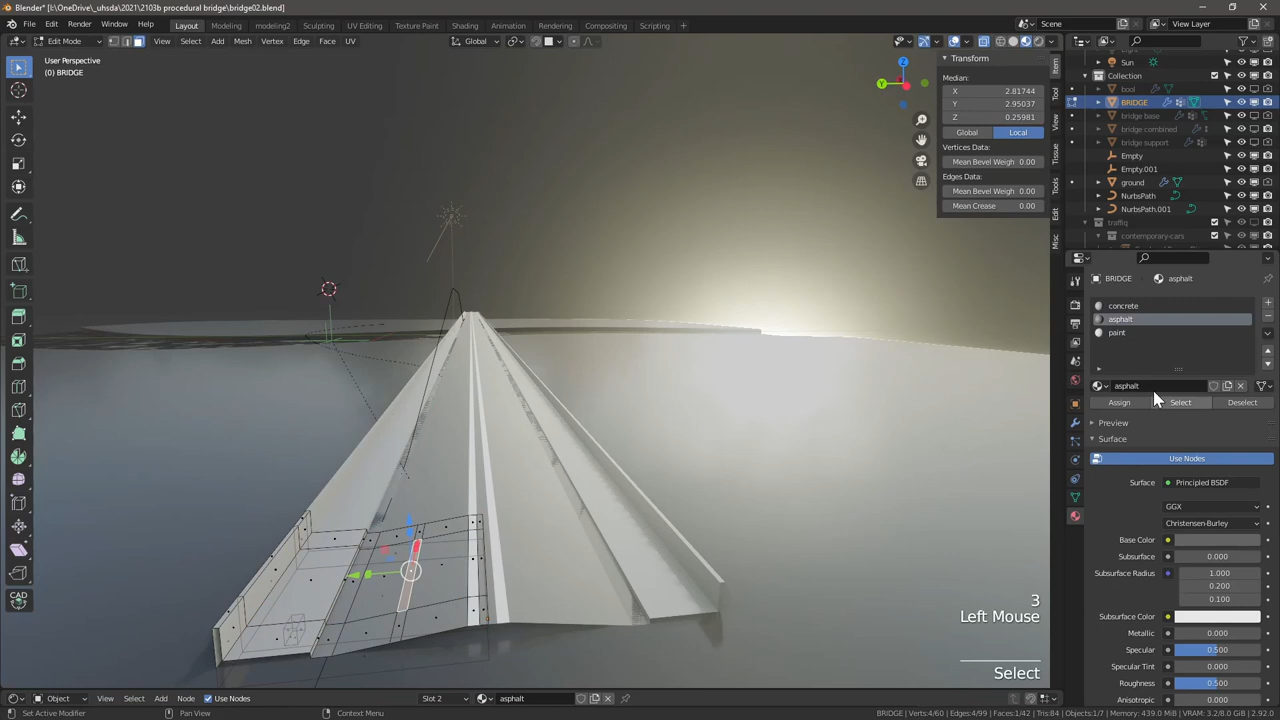 Blender* [I:\OneDrive\_uhsda\2021\2103b procedural bridge\bridge02.blend]
File Edit Render Window Help Layout Modeling modeling2 Sculpting UV Editing Texture Paint Shading Animation Rendering Compositing Scripting Scene View Layer
Edit Mode View Select Add Mesh Vertex Edge Face UV Global
User Perspective
(0) BRIDGE
Transform
Median:
X 2.81744
Y 2.95037
Z 0.25981
Global Local
Vertices Data:
Mean Bevel Weigh 0.00
Edges Data:
Mean Bevel Weigh 0.00
Mean Crease 0.00
Item
Tool
View
Tissue
Tools
Edit
Misc
Z
Y
CAD
3
Left Mouse
Select
Sun
Collection
bool
BRIDGE
bridge base
bridge combined
bridge support
Empty
Empty.001
ground
NurbsPath
NurbsPath.001
traffiq
contemporary-cars
BRIDGE asphalt
concrete
asphalt
paint
asphalt
Assign Select Deselect
Preview
Surface
Use Nodes
Surface Principled BSDF
GGX
Christensen-Burley
Base Color
Subsurface 0.000
Subsurface Radius 1.000
0.200
0.100
Subsurface Color
Metallic 0.000
Specular 0.500
Specular Tint 0.000
Roughness 0.500
Anisotropic 0.000
Object View Select Add Node Use Nodes Slot 2 asphalt
Set Active Modifier Pan View Context Menu BRIDGE | Verts:4/60 | Edges:4/99 | Faces:1/42 | Tris:84 | Objects:1/7 | Memory: 439.0 MiB | VRAM: 3.2/8.0 GiB | 2.92.0